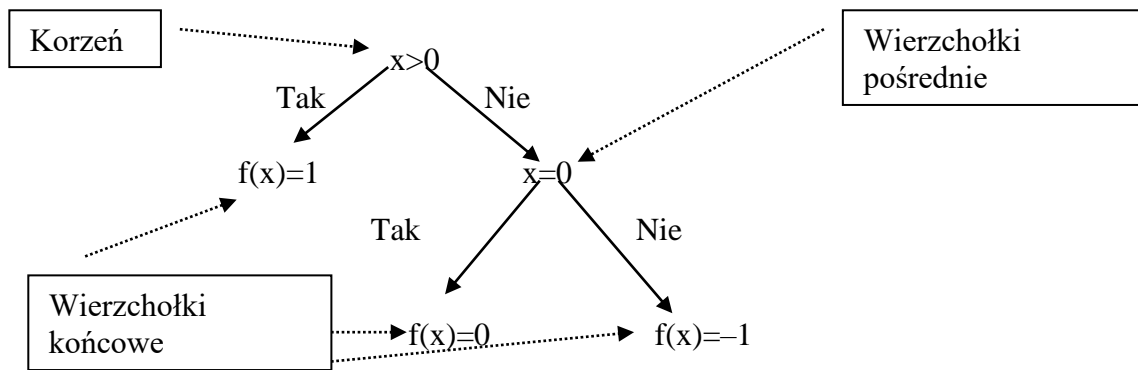 Korzeń
Wierzchołki
pośrednie
x>0
Tak
Nie
f(x)=1
x=0
Tak
Nie
Wierzchołki
końcowe
f(x)=0
f(x)=–1